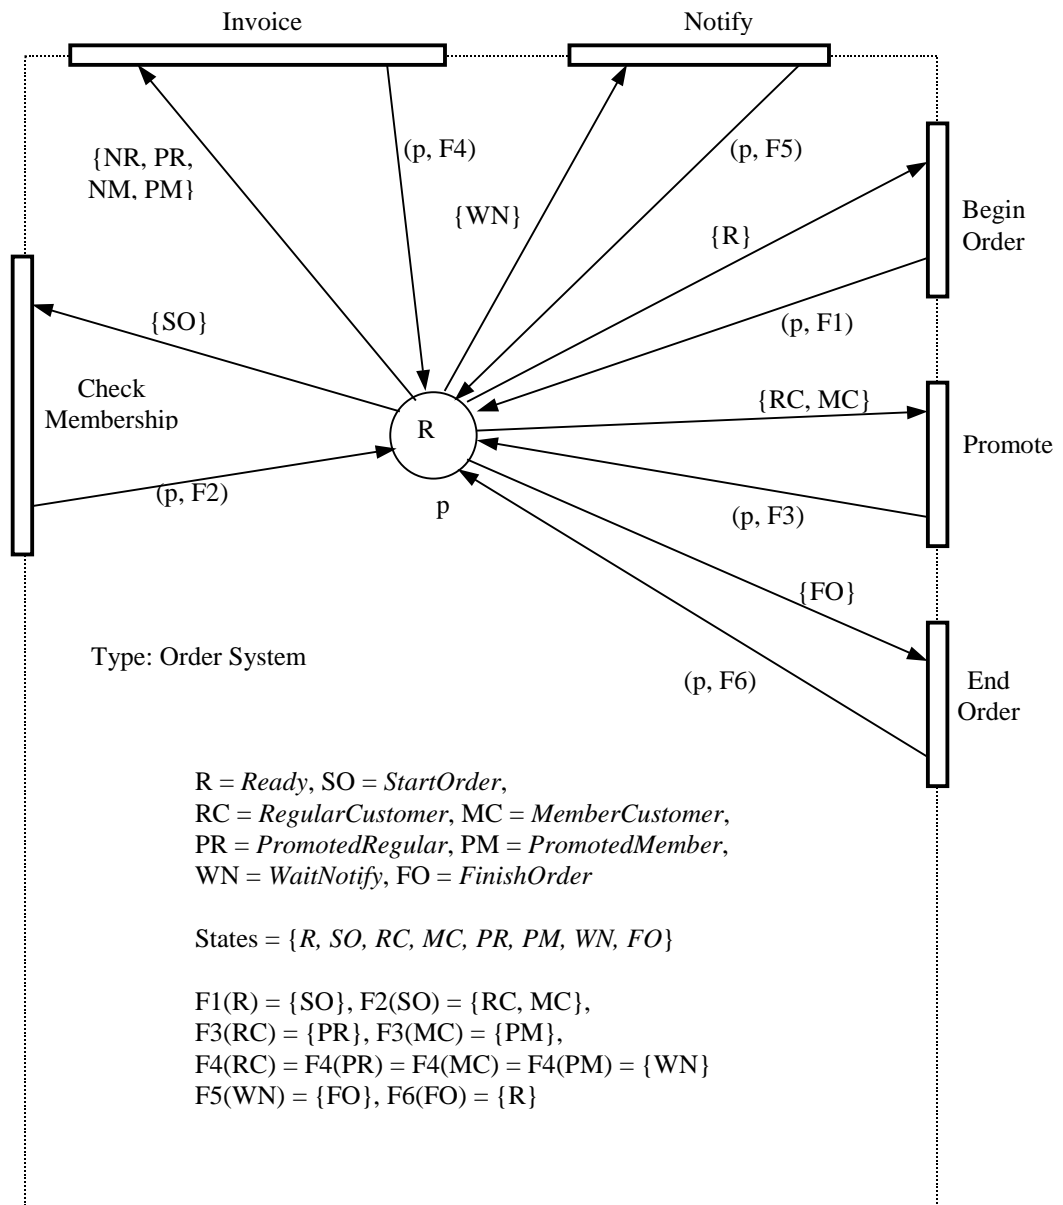 Invoice
Notify
{NR, PR,
NM, PM}
(p, F4)
(p, F5)
{WN}
{R}
Begin
Order
{SO}
(p, F1)
Check
Membership
{RC, MC}
R
Promote
(p, F2)
p
(p, F3)
{FO}
Type: Order System
(p, F6)
End
Order
R = Ready, SO = StartOrder,
RC = RegularCustomer, MC = MemberCustomer,
PR = PromotedRegular, PM = PromotedMember,
WN = WaitNotify, FO = FinishOrder
States = {R, SO, RC, MC, PR, PM, WN, FO}
F1(R) = {SO}, F2(SO) = {RC, MC},
F3(RC) = {PR}, F3(MC) = {PM},
F4(RC) = F4(PR) = F4(MC) = F4(PM) = {WN}
F5(WN) = {FO}, F6(FO) = {R}